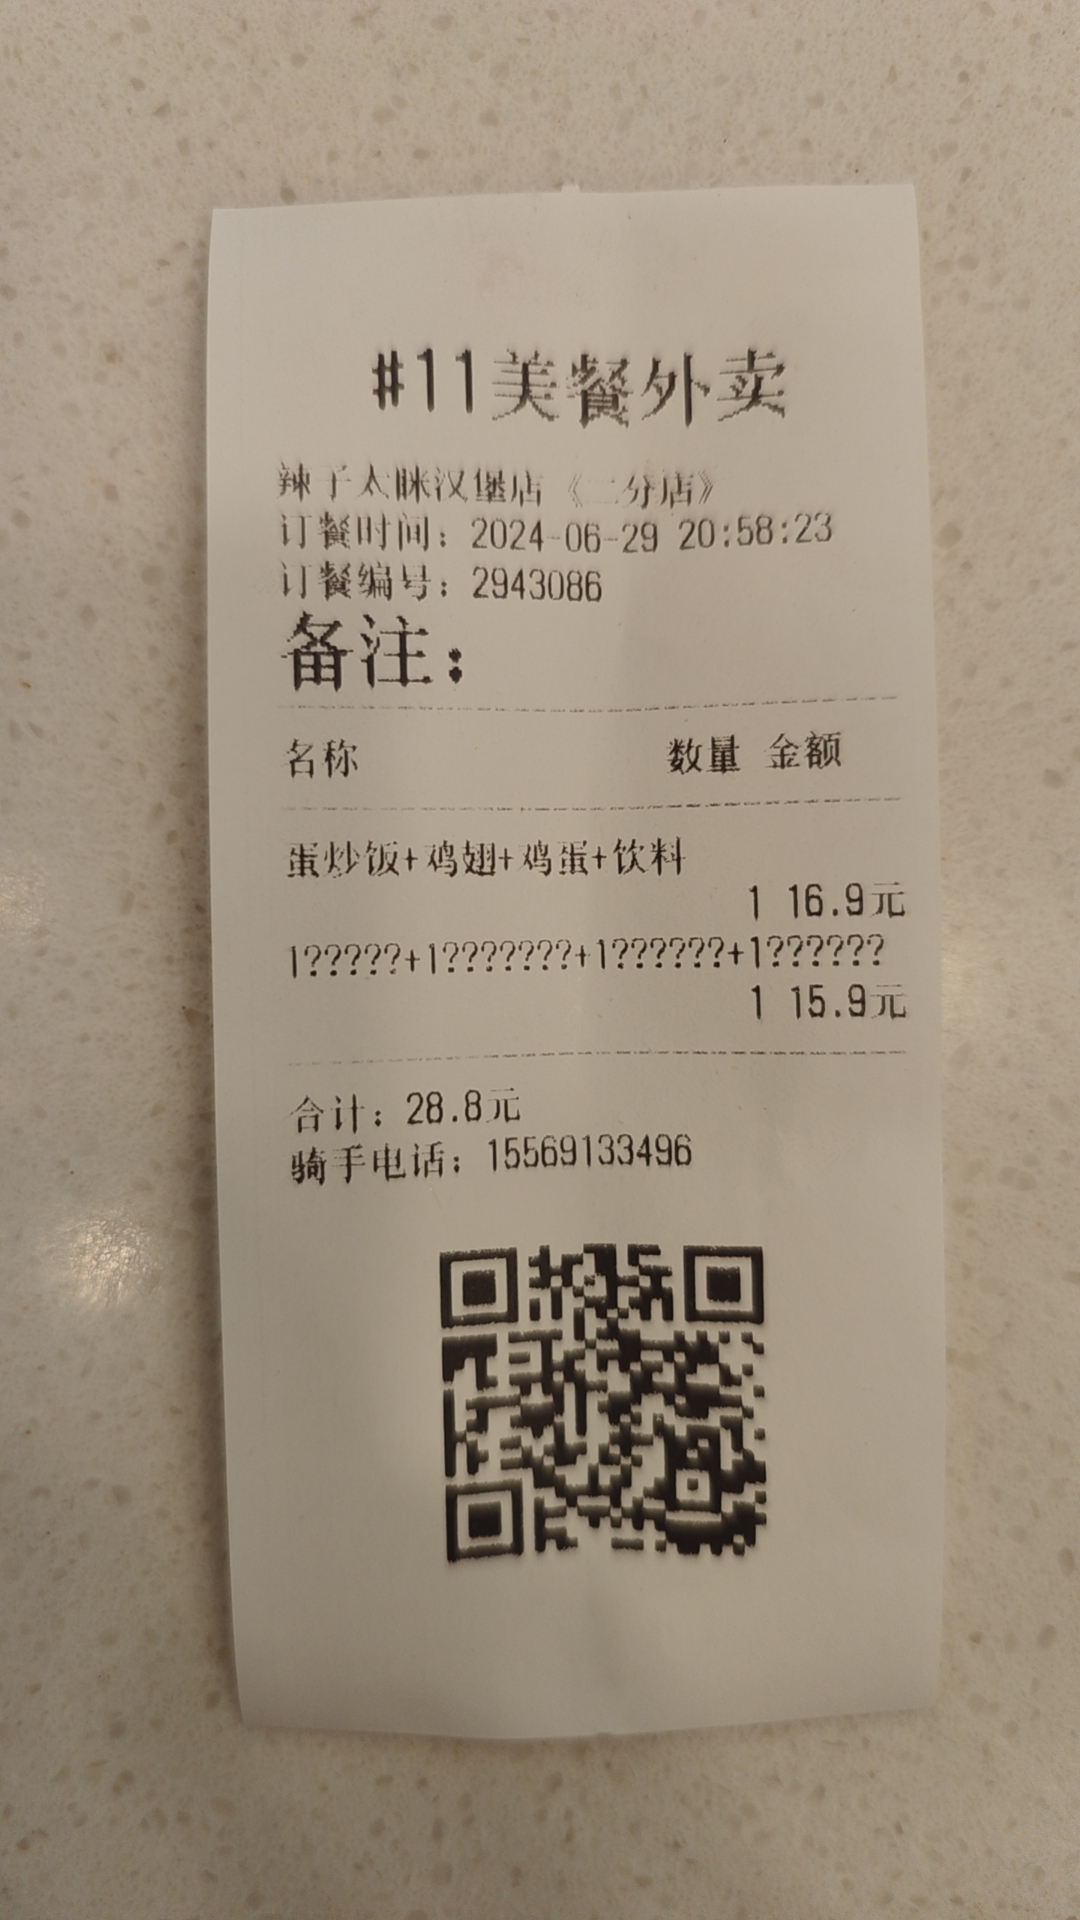 #11美餐外卖
辣子太眯汉堡店《二分店》
订餐时间：2024-06-29 20:58:23
订餐编号：2943086
备注：
名称 数量 金额
蛋炒饭+鸡翅+鸡蛋+饮料
1 16.9元
1?????+1???????+1??????+1??????
1 15.9元
合计：28.8元
骑手电话：15569133496